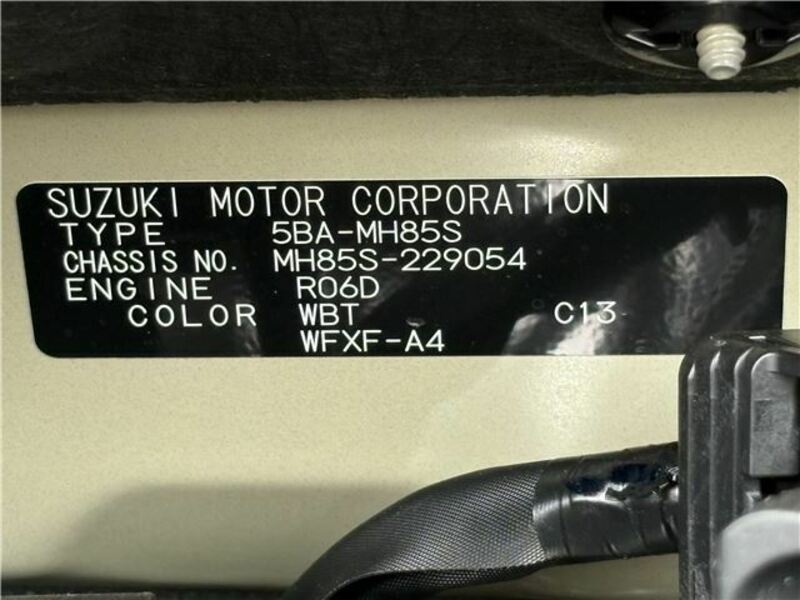 SUZUKI MOTOR CORPORATION
TYPE 5BA-MH85S
CHASSIS NO. MH85S-229054
ENGINE R06D
COLOR WBT C13
WFXF-A4